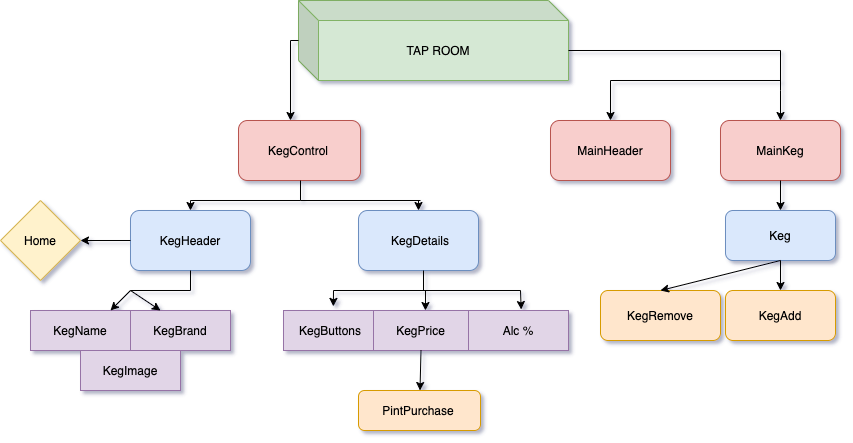 TAP ROOM
KegControl
MainHeader
MainKeg
Home
KegHeader
KegDetails
Keg
KegName
KegBrand
KegButtons
KegPrice
Alc %
KegRemove
KegAdd
KegImage
PintPurchase